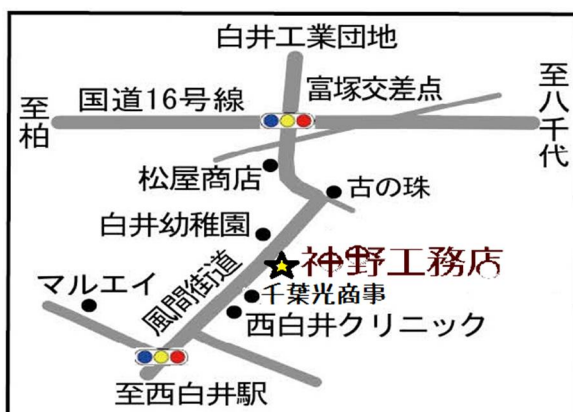 白井工業団地
富塚交差点
国道16号線
至柏
至八千代
松屋商店
古の珠
白井幼稚園
神野工務店
風間街道
マルエイ
千葉光商事
西白井クリニック
至西白井駅